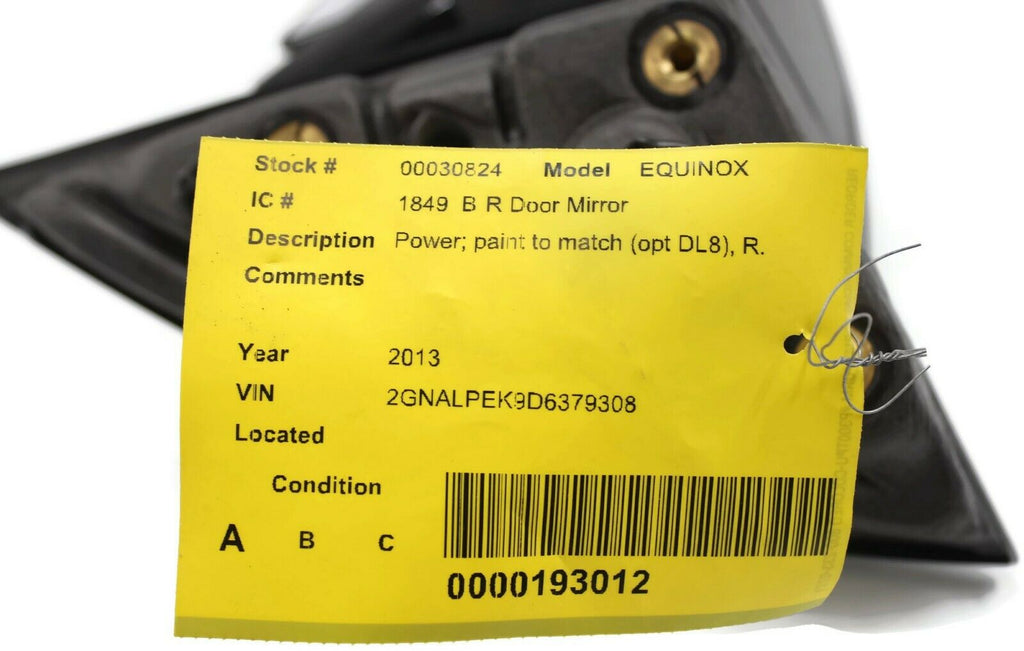 Stock # 00030824 Model EQUINOX
IC # 1849 B R Door Mirror
Description Power; paint to match (opt DL8), R.
Comments
Year 2013
VIN 2GNALPEK9D6379308
Located
Condition
A B C
0000193012